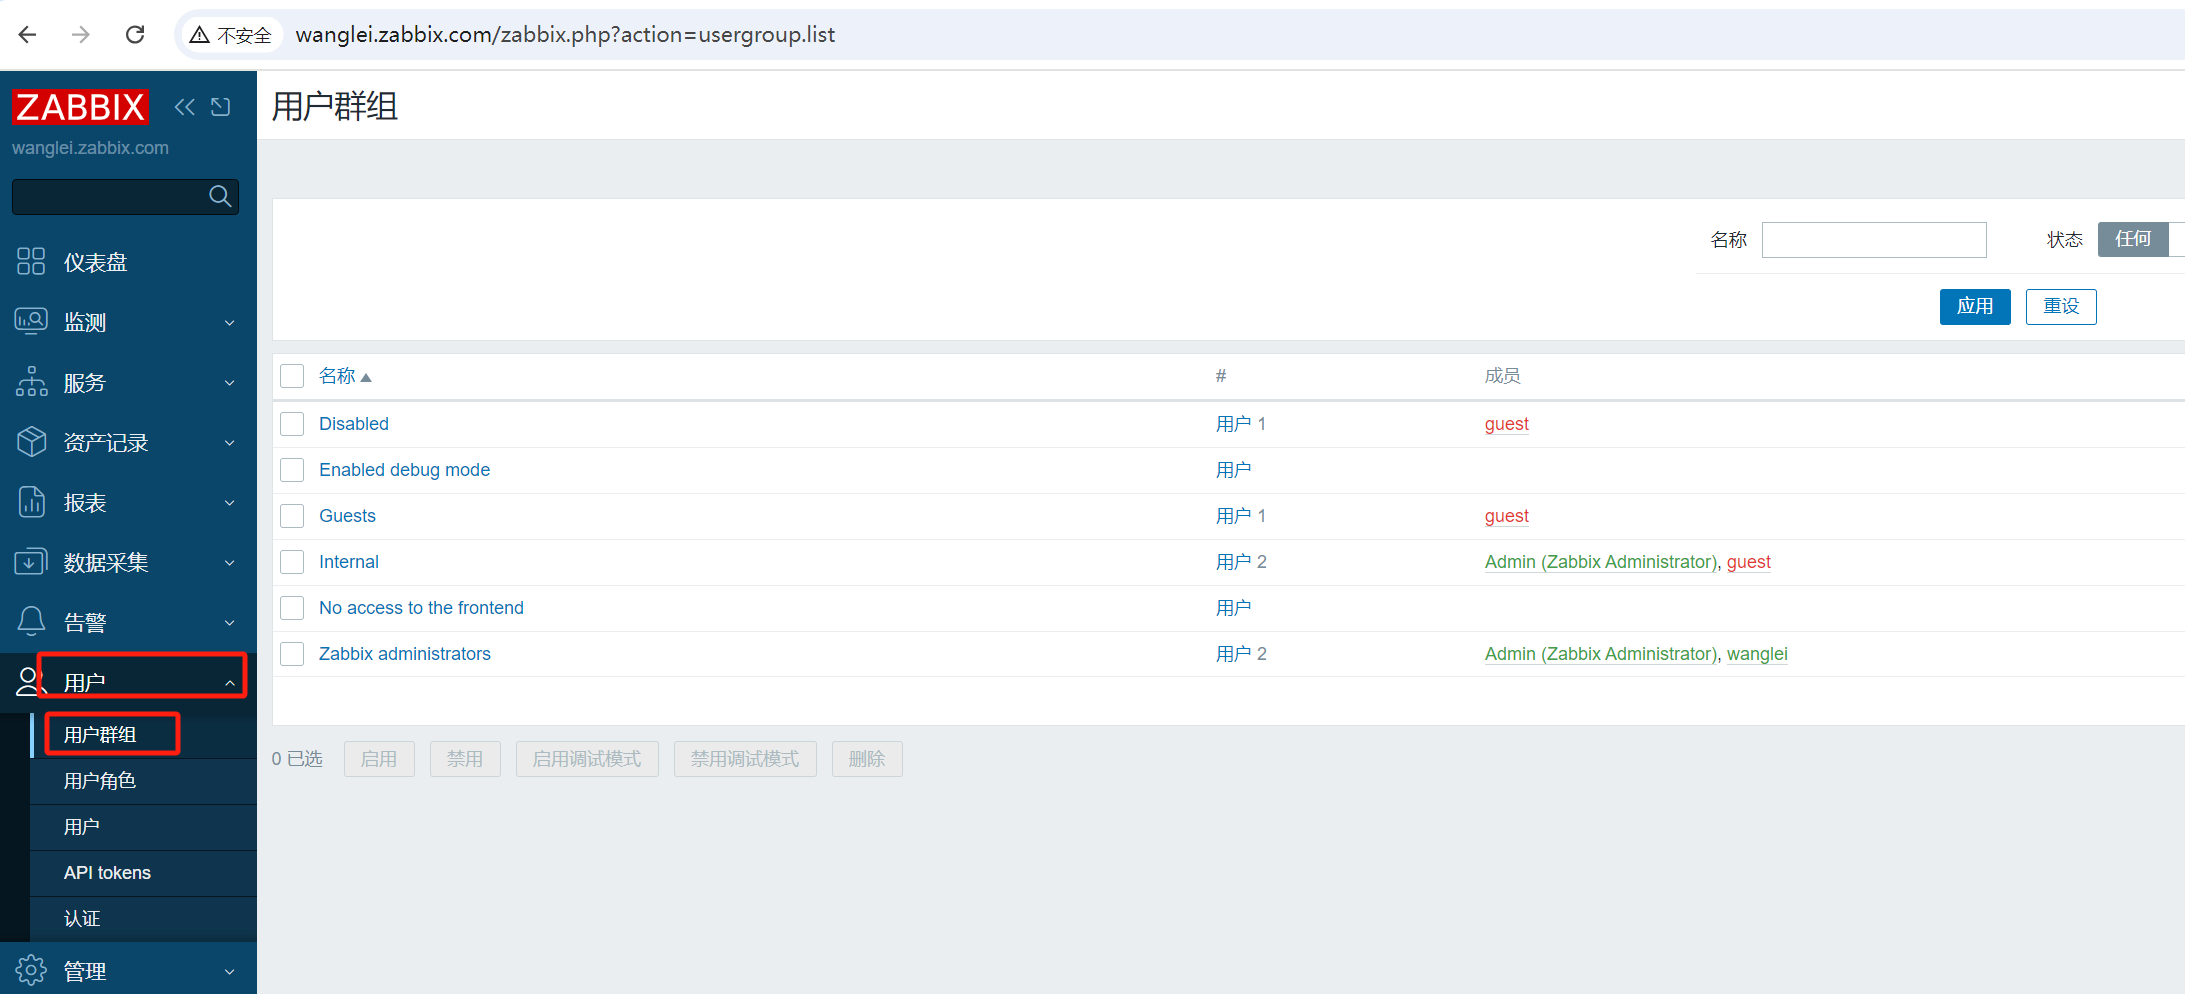 不安全 wanglei.zabbix.com/zabbix.php?action=usergroup.list
ZABBIX
wanglei.zabbix.com
仪表盘
监测
服务
资产记录
报表
数据采集
告警
用户
用户群组
用户角色
用户
API tokens
认证
管理
用户群组
名称 状态 任何
应用 重设
名称 # 成员
Disabled 用户 1 guest
Enabled debug mode 用户
Guests 用户 1 guest
Internal 用户 2 Admin (Zabbix Administrator), guest
No access to the frontend 用户
Zabbix administrators 用户 2 Admin (Zabbix Administrator), wanglei
0 已选 启用 禁用 启用调试模式 禁用调试模式 删除